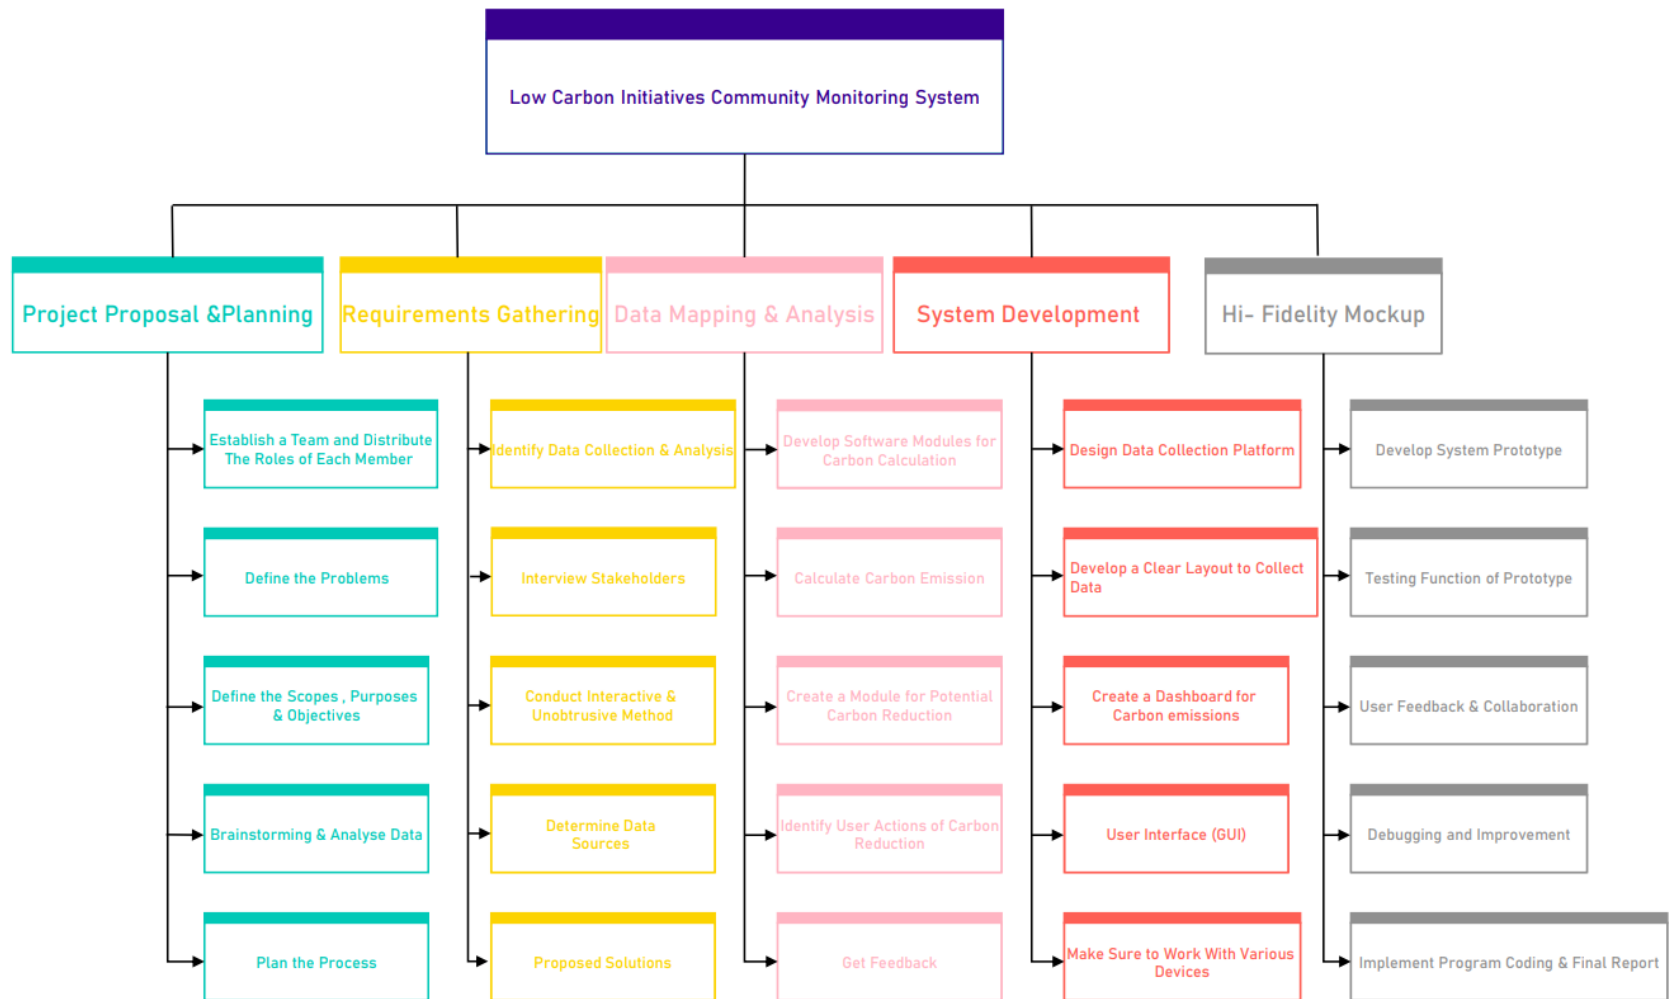 Low Carbon Initiatives Community Monitoring System
Project Proposal &Planning
Requirements Gathering
Data Mapping & Analysis
System Development
Hi- Fidelity Mockup
Establish a Team and Distribute
The Roles of Each Member
Define the Problems
Define the Scopes , Purposes
& Objectives
Brainstorming & Analyse Data
Plan the Process
Identify Data Collection & Analysis
Interview Stakeholders
Conduct Interactive &
Unobtrusive Method
Determine Data
Sources
Proposed Solutions
Develop Software Modules for
Carbon Calculation
Calculate Carbon Emission
Create a Module for Potential
Carbon Reduction
Identify User Actions of Carbon
Reduction
Get Feedback
Design Data Collection Platform
Develop a Clear Layout to Collect
Data
Create a Dashboard for
Carbon emissions
User Interface (GUI)
Make Sure to Work With Various
Devices
Develop System Prototype
Testing Function of Prototype
User Feedback & Collaboration
Debugging and Improvement
Implement Program Coding & Final Report